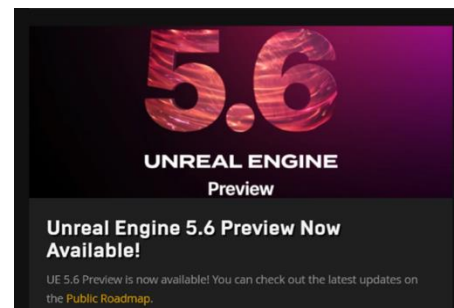 5.6
UNREAL ENGINE
Preview
Unreal Engine 5.6 Preview Now
Available!
UE 5.6 Preview is now available! You can check out the latest updates on
the Public Roadmap.